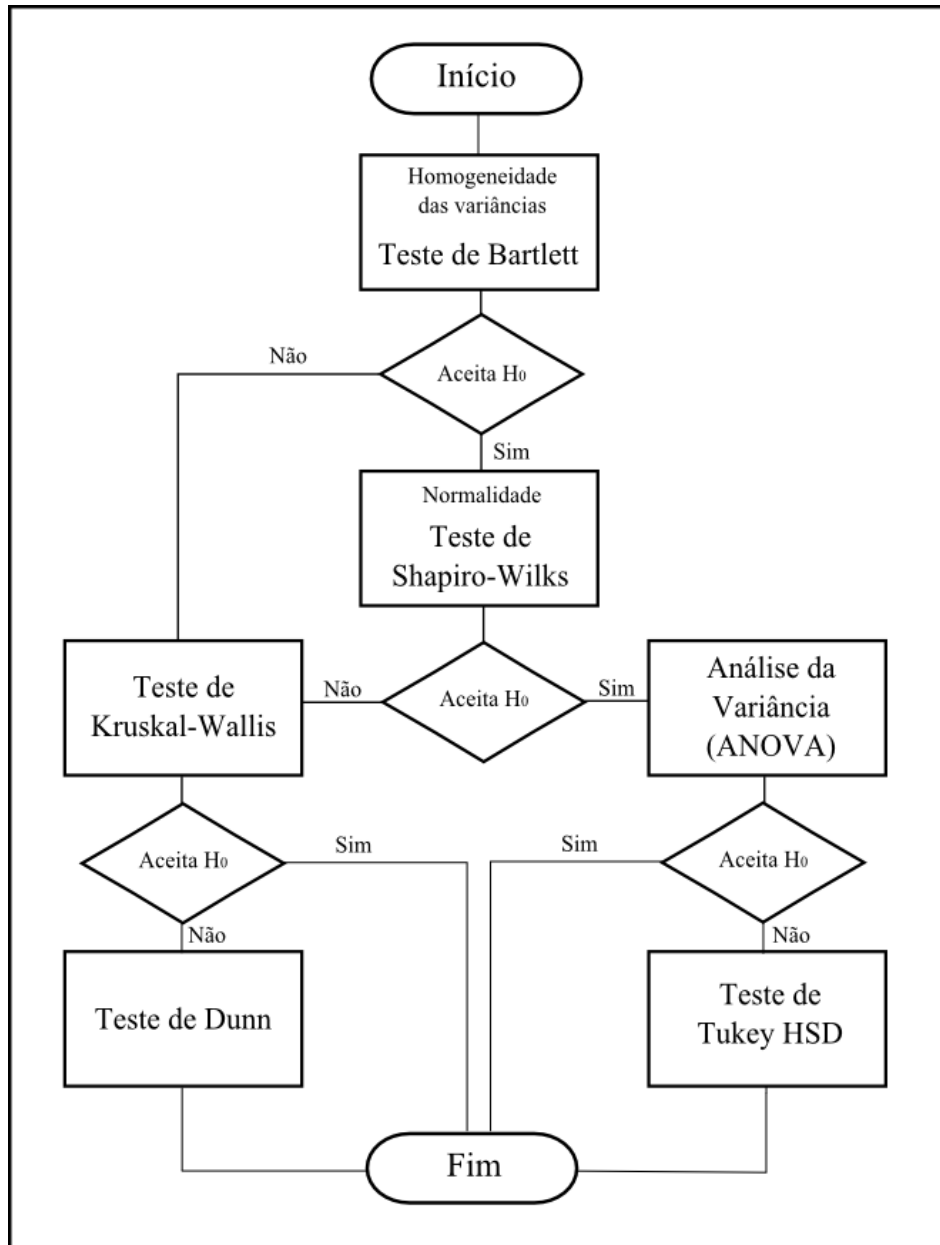 Início
Homogeneidade
das variâncias
Teste de Bartlett
Não
Aceita H0
Sim
Normalidade
Teste de
Shapiro-Wilks
Teste de
Kruskal-Wallis
Não
Aceita H0
Sim
Análise da
Variância
(ANOVA)
Aceita H0
Sim
Sim
Aceita H0
Não
Não
Teste de Dunn
Teste de
Tukey HSD
Fim